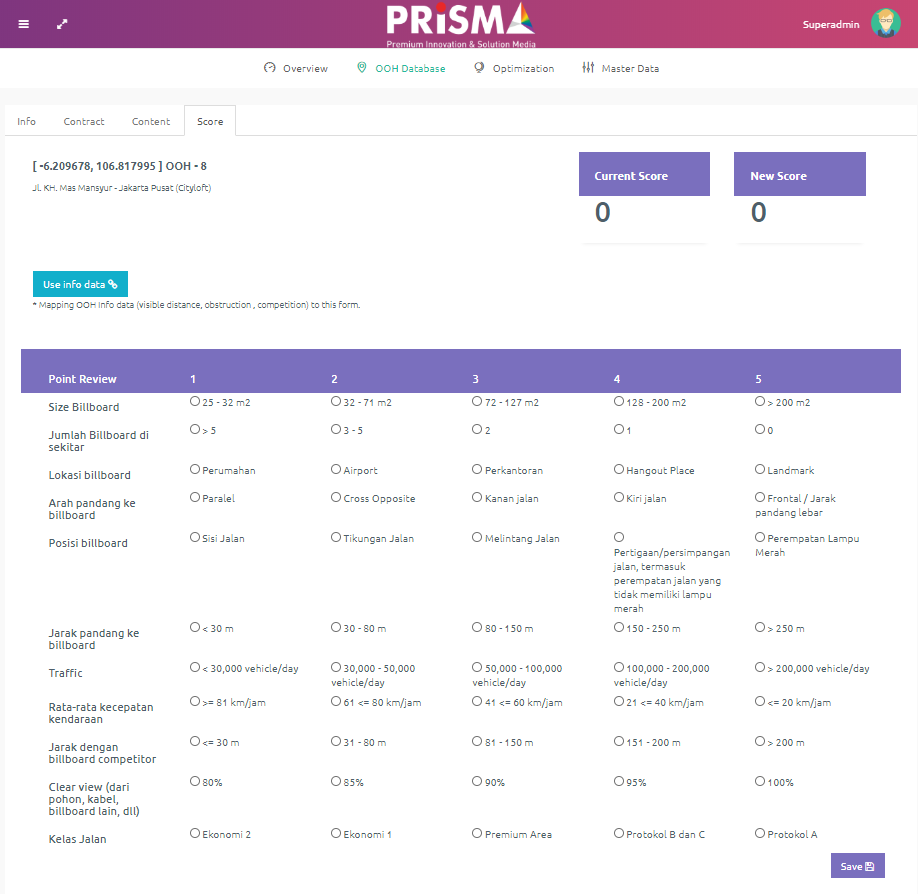 PRiSMA
Premium Innovation & Solution Media
Superadmin
Overview
OOH Database
Optimization
Master Data
Info
Contract
Content
Score
[ -6.209678, 106.817995 ] OOH - 8
Jl. KH. Mas Mansyur - Jakarta Pusat (Cityloft)
Current Score
0
New Score
0
Use info data
* Mapping OOH Info data (visible distance, obstruction , competition) to this form.
Point Review 1 2 3 4 5
Size Billboard
25 - 32 m2
32 - 71 m2
72 - 127 m2
128 - 200 m2
> 200 m2
Jumlah Billboard di
sekitar
> 5
3 - 5
2
1
0
Lokasi billboard
Perumahan
Airport
Perkantoran
Hangout Place
Landmark
Arah pandang ke
billboard
Paralel
Cross Opposite
Kanan jalan
Kiri jalan
Frontal / Jarak
pandang lebar
Posisi billboard
Sisi Jalan
Tikungan Jalan
Melintang Jalan
Pertigaan/persimpangan
jalan, termasuk
perempatan jalan yang
tidak memiliki lampu
merah
Perempatan Lampu
Merah
Jarak pandang ke
billboard
< 30 m
30 - 80 m
80 - 150 m
150 - 250 m
> 250 m
Traffic
< 30,000 vehicle/day
30,000 - 50,000
vehicle/day
50,000 - 100,000
vehicle/day
100,000 - 200,000
vehicle/day
> 200,000 vehicle/day
Rata-rata kecepatan
kendaraan
>= 81 km/jam
61 <= 80 km/jam
41 <= 60 km/jam
21 <= 40 km/jam
<= 20 km/jam
Jarak dengan
billboard competitor
<= 30 m
31 - 80 m
81 - 150 m
151 - 200 m
> 200 m
Clear view (dari
pohon, kabel,
billboard lain, dll)
80%
85%
90%
95%
100%
Kelas Jalan
Ekonomi 2
Ekonomi 1
Premium Area
Protokol B dan C
Protokol A
Save